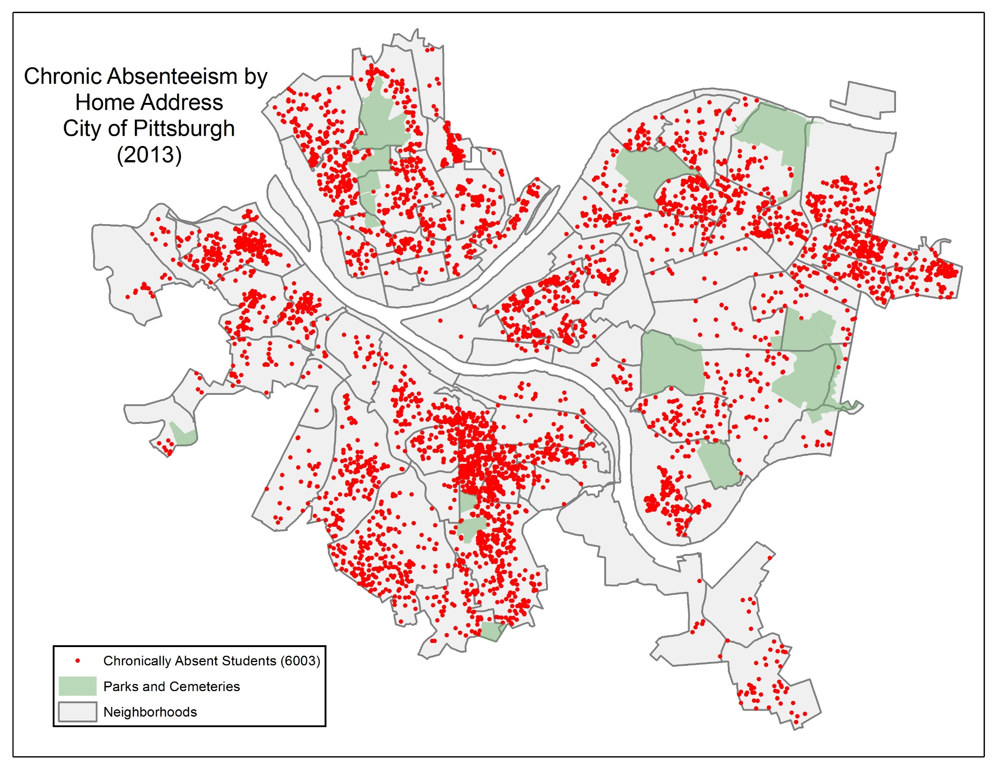 Chronic Absenteeism by
Home Address
City of Pittsburgh
(2013)
Chronically Absent Students (6003)
Parks and Cemeteries
Neighborhoods